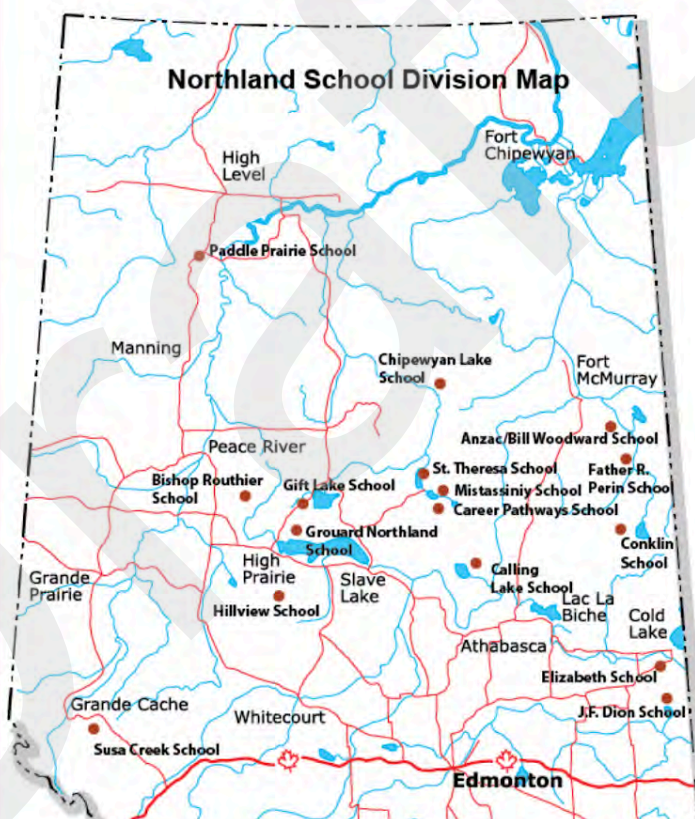 Northland School Division Map
Fort
Chipewyan
High
Level
Paddle Prairie School
Manning
Chipewyan Lake
School
Fort
McMurray
Anzac/Bill Woodward School
Peace River
St. Theresa School
Father R.
Perin School
Bishop Routhier
School
Gift Lake School
Mistassiniy School
Career Pathways School
Grouard Northland
School
Conklin
School
High
Prairie
Calling
Lake School
Grande
Prairie
Slave
Lake
Hillview School
Lac La
Biche
Cold
Lake
Athabasca
Elizabeth School
Grande Cache
J.F. Dion School
Whitecourt
Susa Creek School
Edmonton